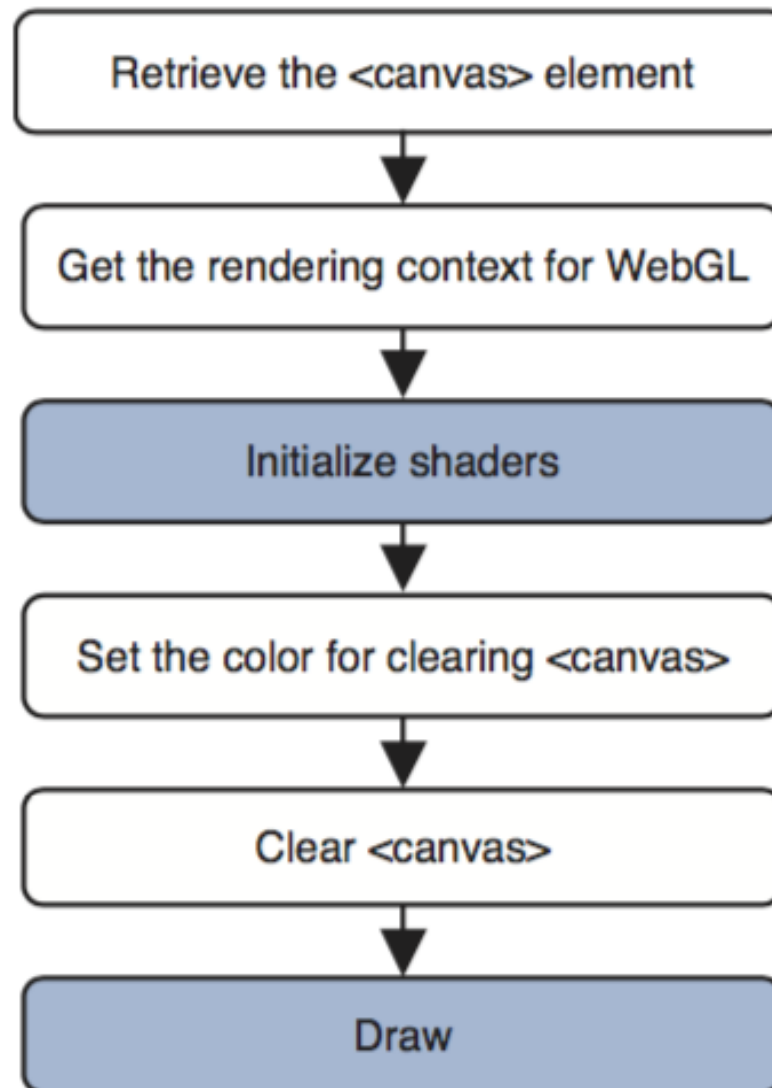 Retrieve the <canvas> element
Get the rendering context for WebGL
Initialize shaders
Set the color for clearing <canvas>
Clear <canvas>
Draw